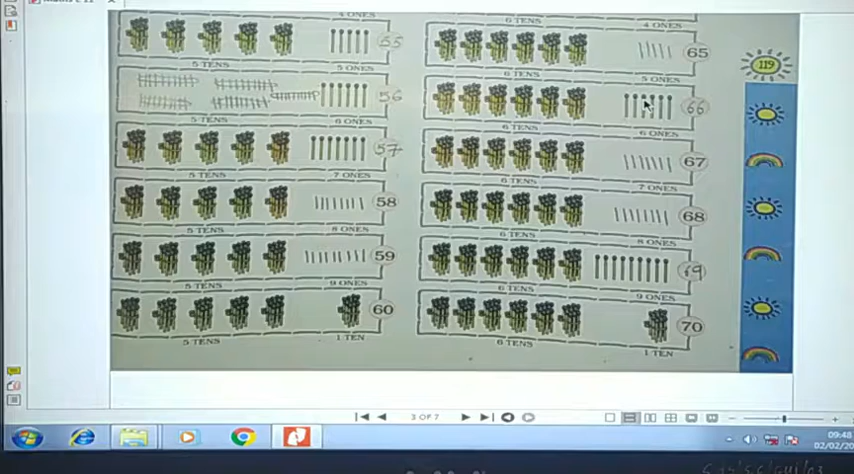 4 ONES
5 TENS
5 ONES
55
5 TENS
6 ONES
56
5 TENS
7 ONES
57
5 TENS
8 ONES
58
5 TENS
9 ONES
59
5 TENS
1 TEN
60
6 TENS
4 ONES
6 TENS
5 ONES
65
6 TENS
6 ONES
66
6 TENS
7 ONES
67
6 TENS
8 ONES
68
6 TENS
9 ONES
69
6 TENS
1 TEN
70
119
3 OF 7
09:48
02/02/20